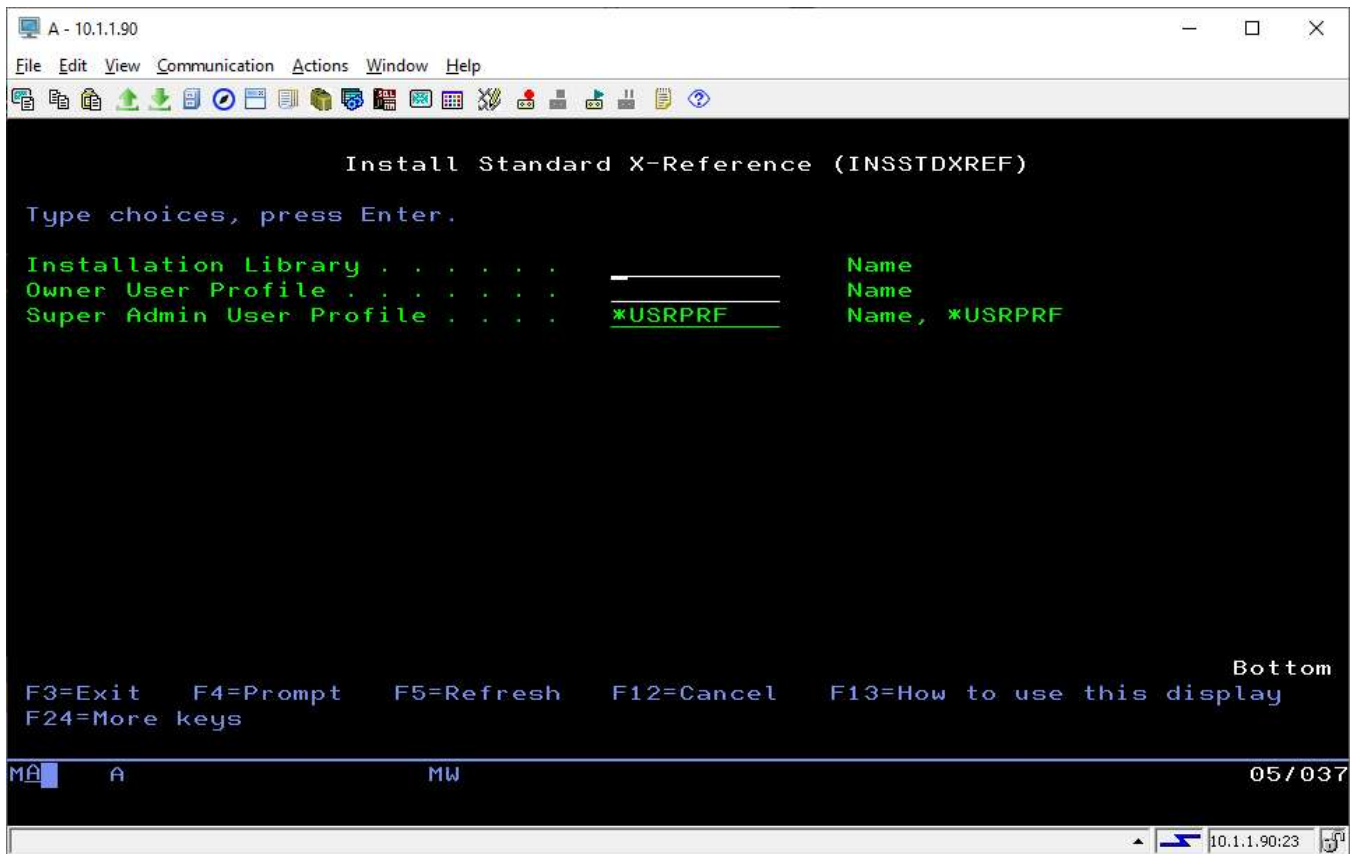 A - 10.1.1.90
File Edit View Communication Actions Window Help
Install Standard X-Reference (INSSTDXREF)
Type choices, press Enter.
Installation Library . . . . . . Name
Owner User Profile . . . . . . . Name
Super Admin User Profile . . . . *USRPRF Name, *USRPRF
Bottom
F3=Exit F4=Prompt F5=Refresh F12=Cancel F13=How to use this display
F24=More keys
MA A MW 05/037
10.1.1.90:23